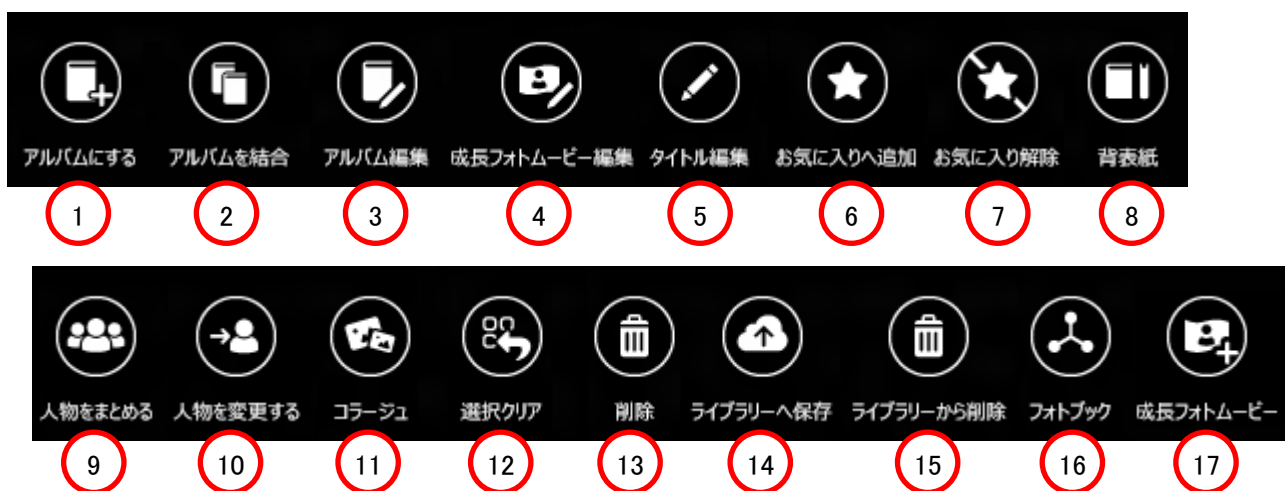 アルバムにする アルバムを結合 アルバム編集 成長フォトムービー編集 タイトル編集 お気に入りへ追加 お気に入り解除 背表紙
1 2 3 4 5 6 7 8
人物をまとめる 人物を変更する コラージュ 選択クリア 削除 ライブラリーへ保存 ライブラリーから削除 フォトブック 成長フォトムービー
9 10 11 12 13 14 15 16 17